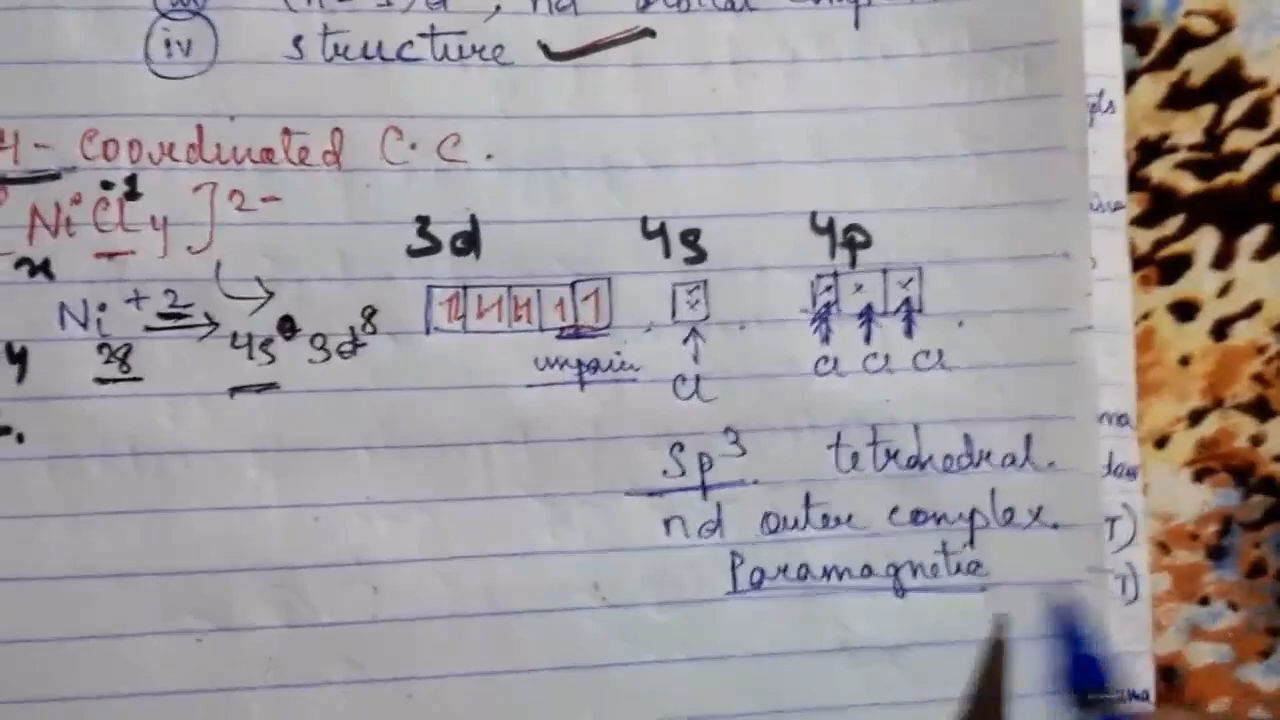 iv structure
4- Coordinated C.C.
-1
[NiCl4]2-
x
3d 4s 4p
Ni+2 → 4s0 3d8
28
unpair
Cl Cl Cl Cl
Sp3 tetrahedral.
nd outer complex.
Paramagnetic